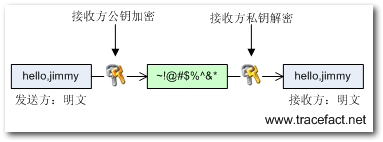 接收方公钥加密
接收方私钥解密
hello,jimmy
~!@#$%^&*
hello,jimmy
发送方：明文
接收方：明文
www.tracefact.net